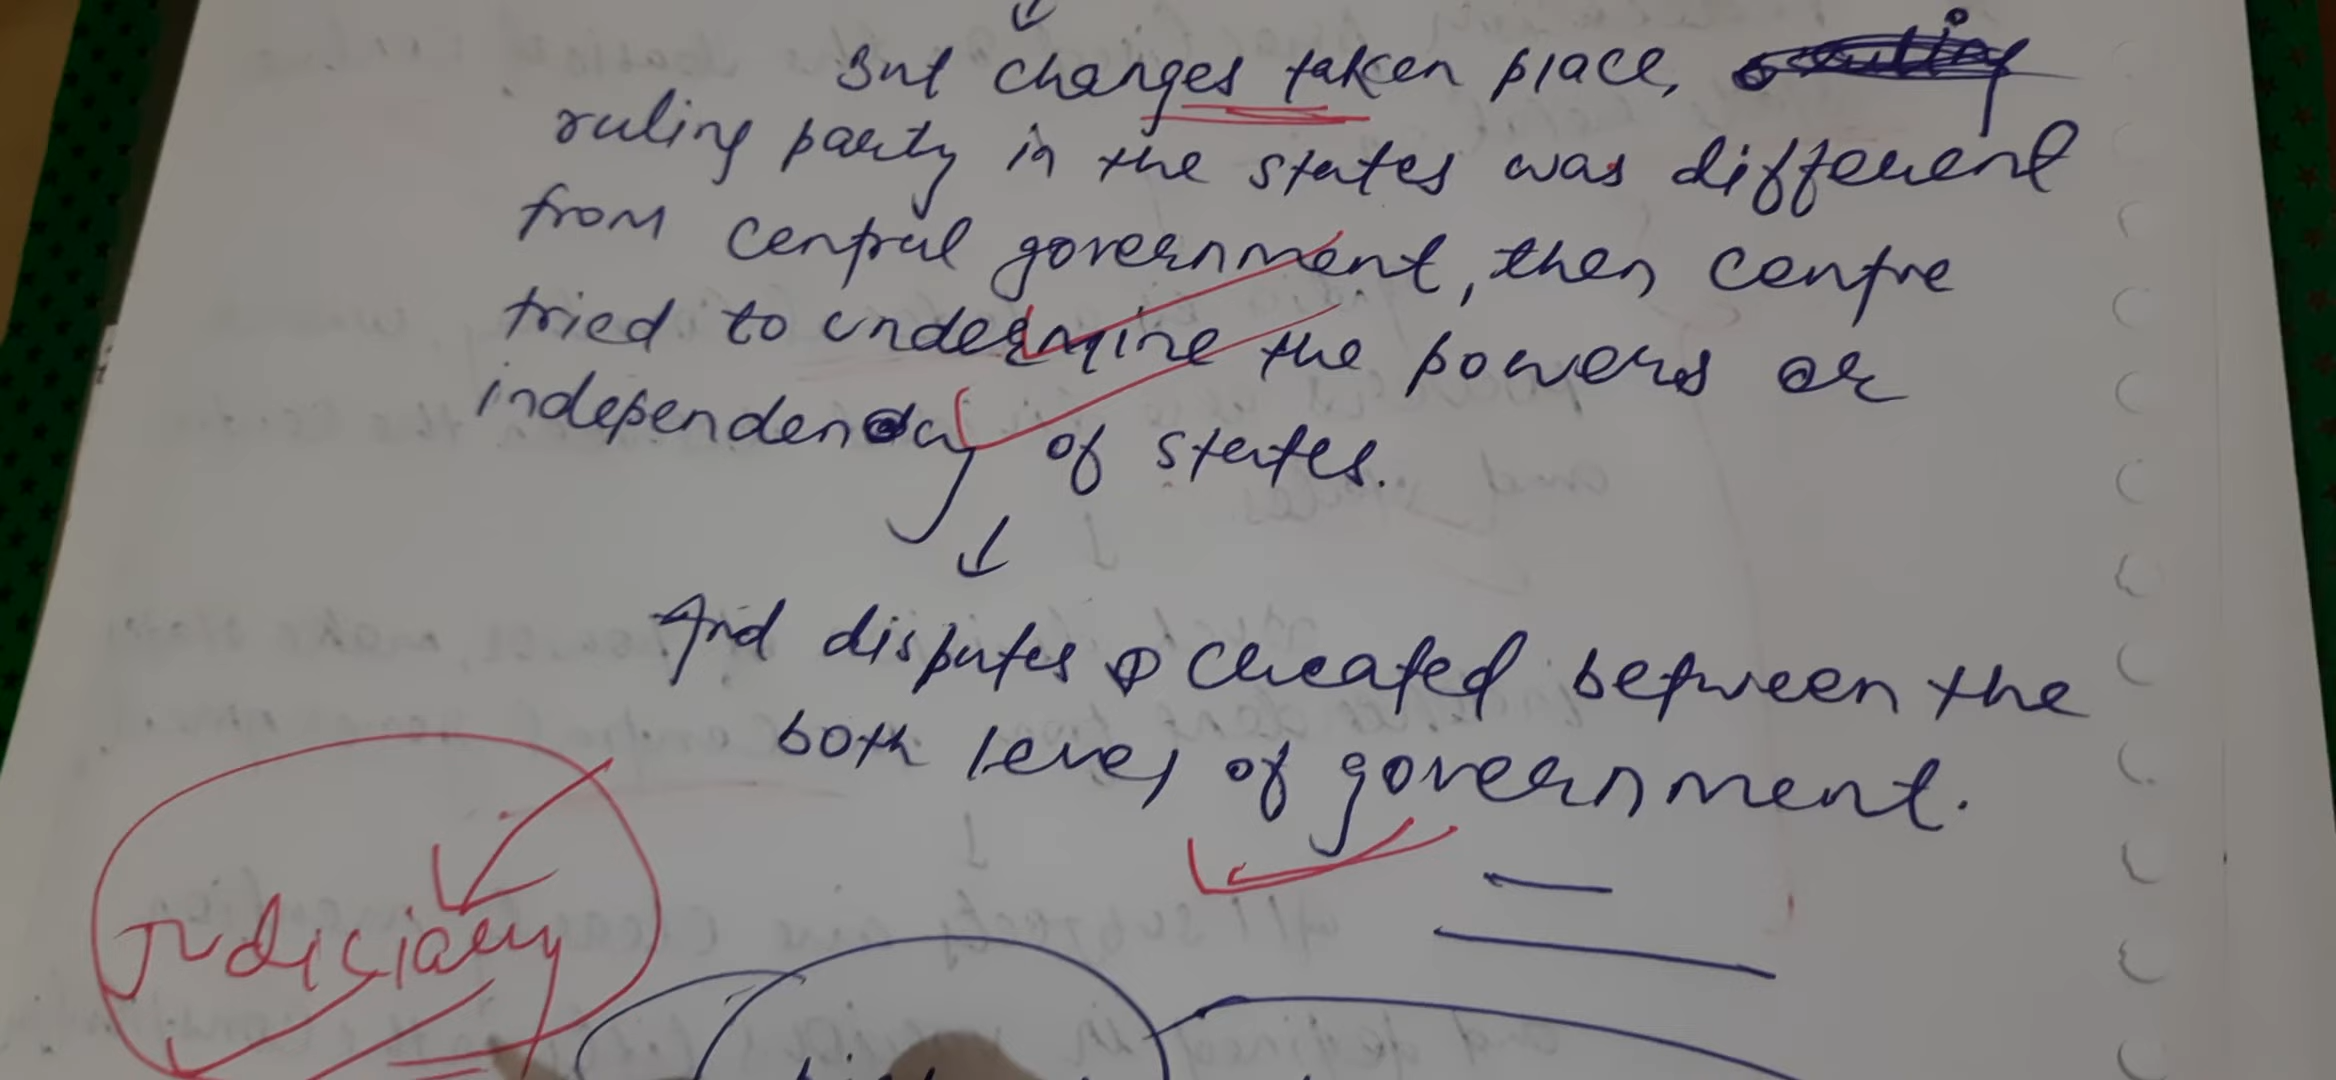 But changes taken place,
ruling party in the states was different
from central government, then centre
tried to undermine the powers or
independency of states.
And disputes created between the
both level of government.
Judiciary